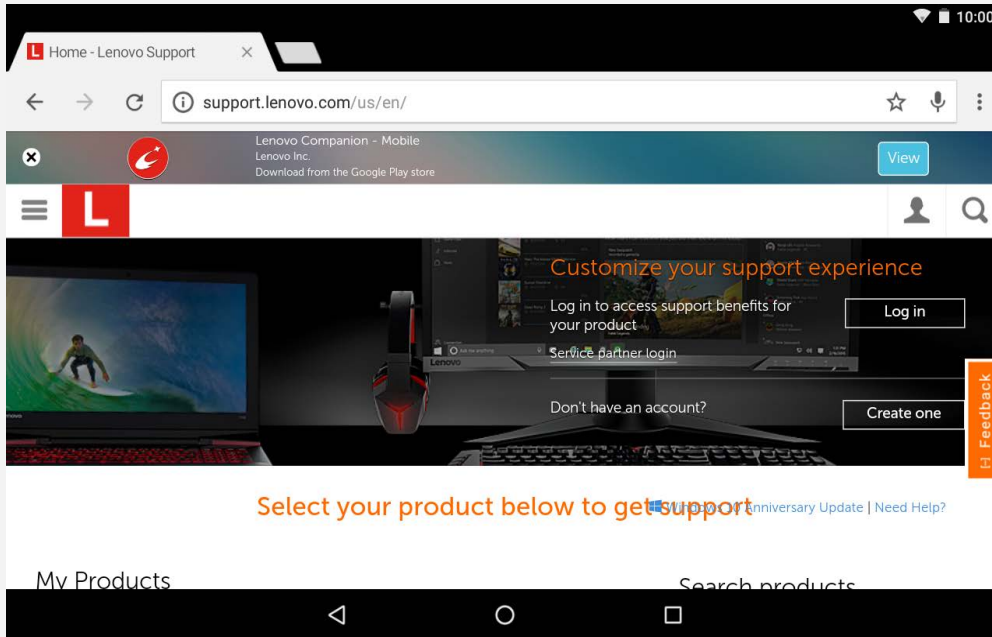 10:00
L Home - Lenovo Support
support.lenovo.com/us/en/
Lenovo Companion - Mobile
Lenovo Inc.
Download from the Google Play store
View
L
Customize your support experience
Log in to access support benefits for
your product
Log in
Service partner login
Lenovo
Don't have an account?
Create one
[-] Feedback
Select your product below to get support
Windows 10 Anniversary Update | Need Help?
My Products
Search products